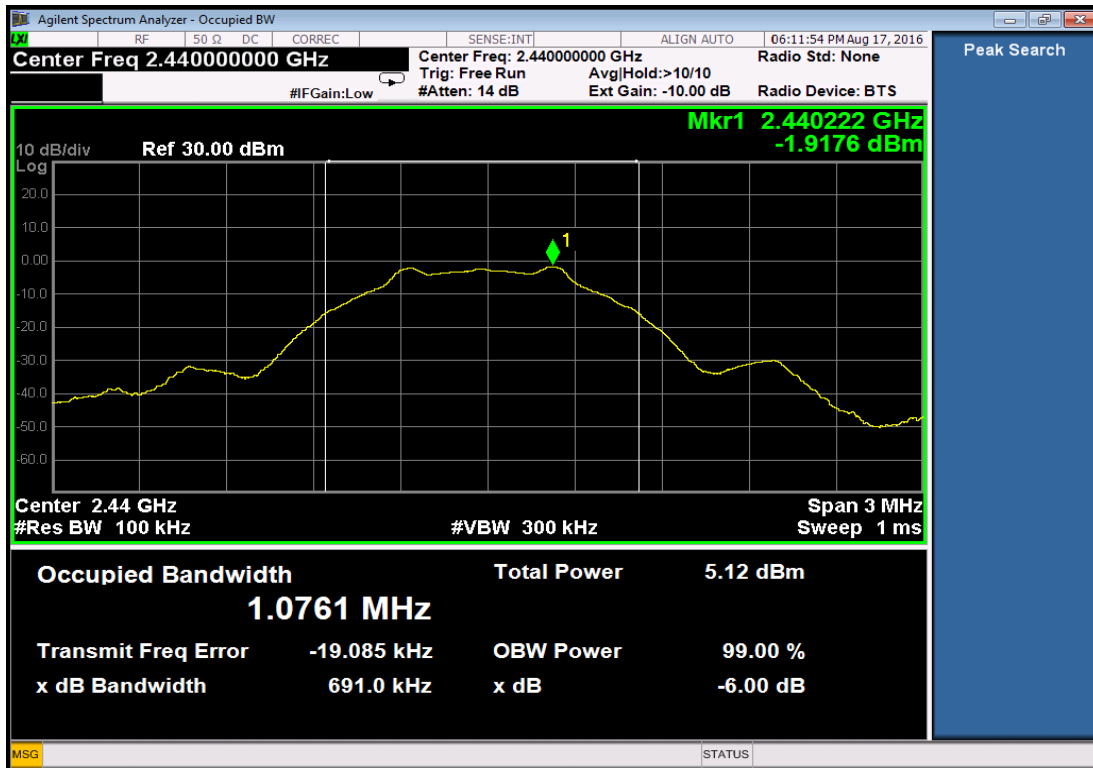 Agilent Spectrum Analyzer - Occupied BW
LXI RF 50 Ω DC CORREC SENSE:INT ALIGN AUTO 06:11:54 PM Aug 17, 2016
Center Freq 2.440000000 GHz
Center Freq: 2.440000000 GHz Radio Std: None
Trig: Free Run Avg|Hold:>10/10
#IFGain:Low #Atten: 14 dB Ext Gain: -10.00 dB Radio Device: BTS
Peak Search
Mkr1 2.440222 GHz
-1.9176 dBm
10 dB/div Ref 30.00 dBm
Log
20.0
10.0
1
0.00
-10.0
-20.0
-30.0
-40.0
-50.0
-60.0
Center 2.44 GHz Span 3 MHz
#Res BW 100 kHz #VBW 300 kHz Sweep 1 ms
Occupied Bandwidth Total Power 5.12 dBm
1.0761 MHz
Transmit Freq Error -19.085 kHz OBW Power 99.00 %
x dB Bandwidth 691.0 kHz x dB -6.00 dB
MSG STATUS